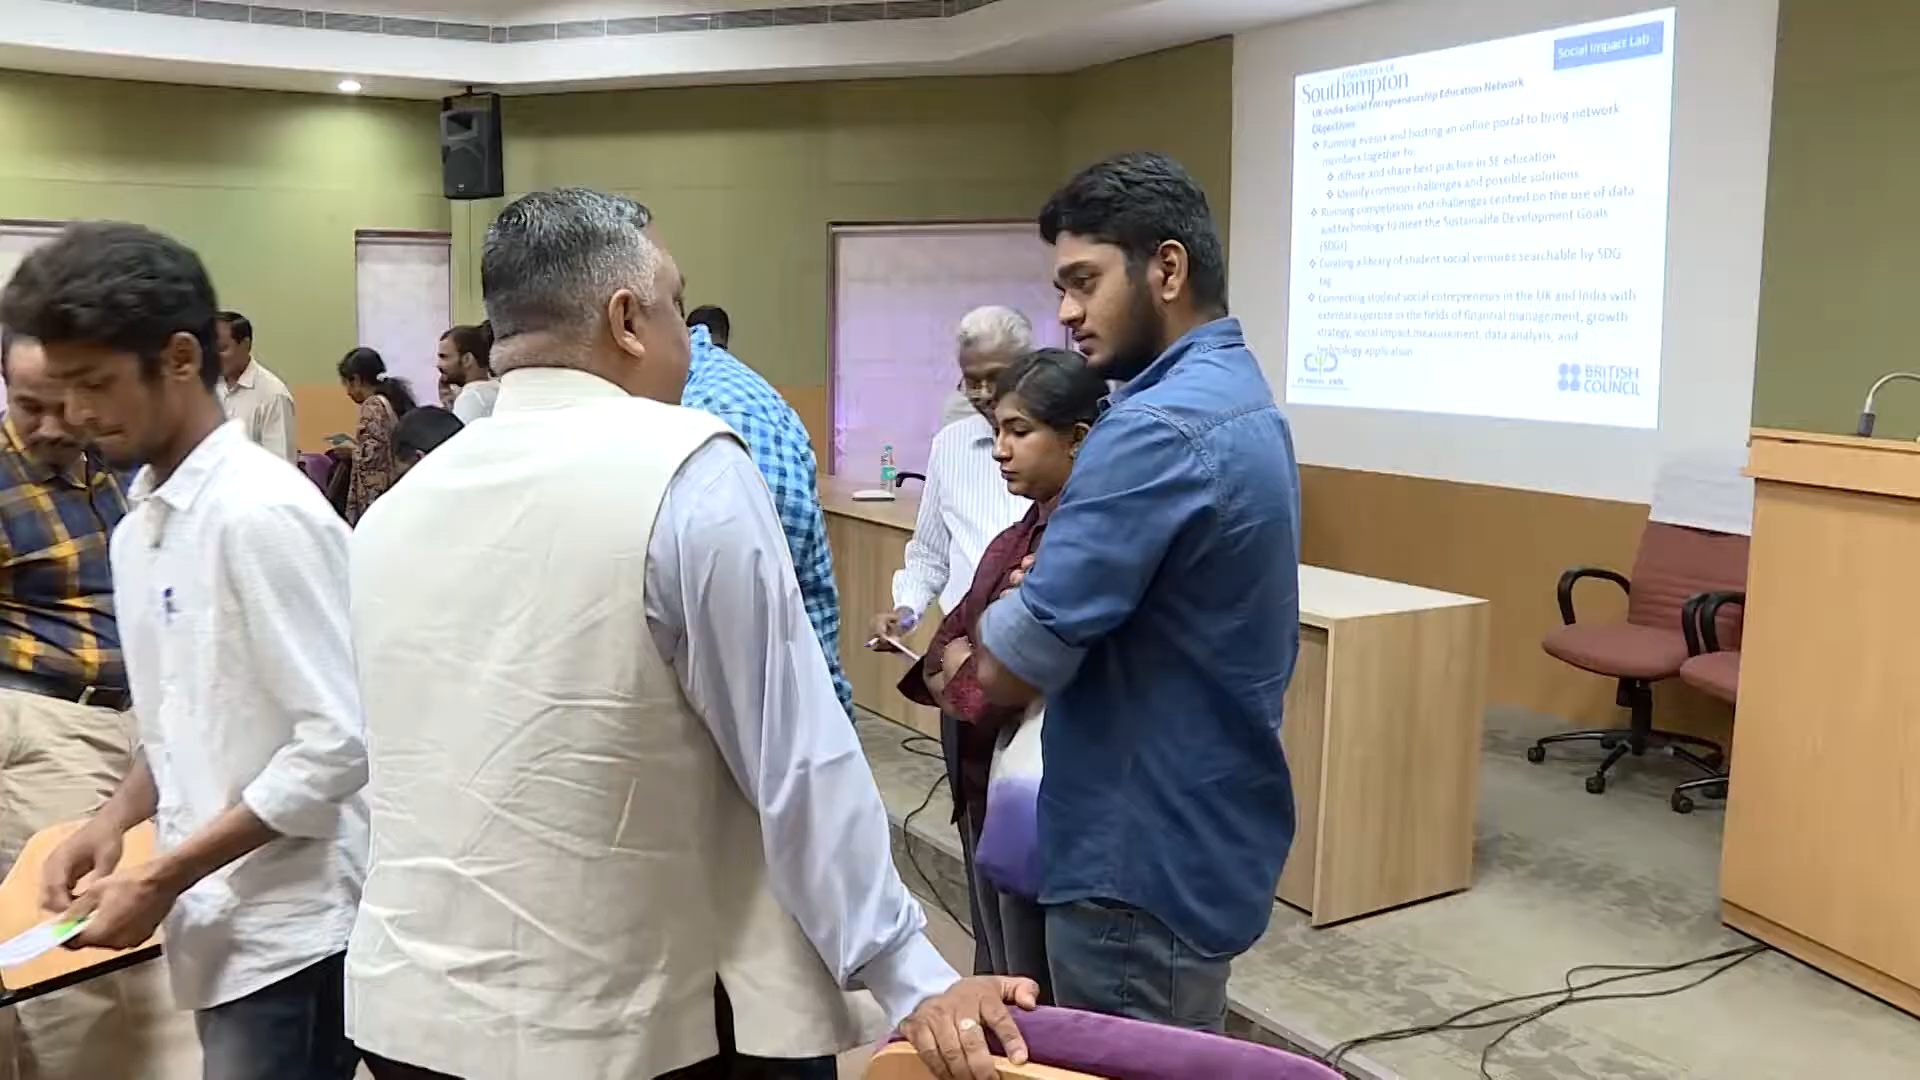 Social Impact Lab
UNIVERSITY OF
Southampton
UK-India Social Entrepreneurship Education Network
Objectives
❖ Running events and hosting an online portal to bring network
members together to:
❖ diffuse and share best practice in SE education
❖ Identify common challenges and possible solutions
❖ Running competitions and challenges centred on the use of data
and technology to meet the Sustainable Development Goals
(SDGs)
❖ Curating a library of student social ventures searchable by SDG
tag
❖ Connecting student social entrepreneurs in the UK and India with
external expertise in the fields of financial management, growth
strategy, social impact measurement, data analysis, and
technology application
BRITISH
COUNCIL